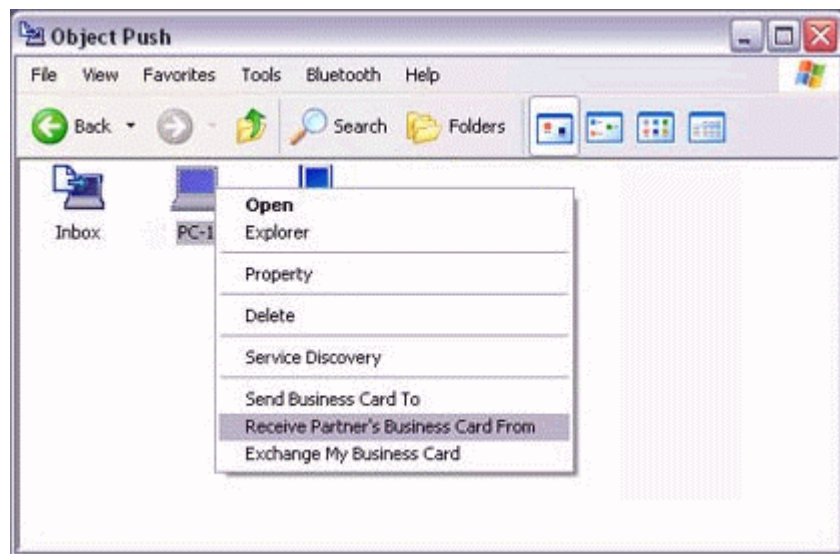 Object Push
File View Favorites Tools Bluetooth Help
Back Search Folders
Inbox PC-1
Open
Explorer
Property
Delete
Service Discovery
Send Business Card To
Receive Partner's Business Card From
Exchange My Business Card